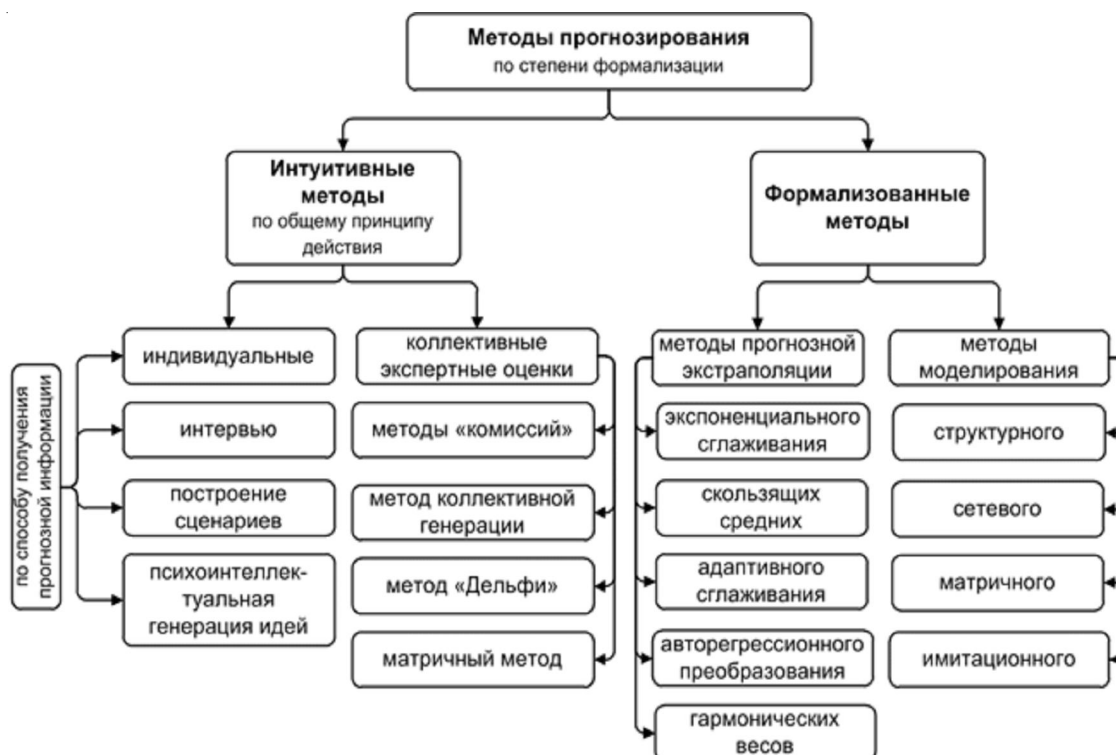 Методы прогнозирования
по степени формализации
Интуитивные
методы
по общему принципу
действия
Формализованные
методы
по способу получения
прогнозной информации
индивидуальные
интервью
построение
сценариев
психоинтеллек-
туальная
генерация идей
коллективные
экспертные оценки
методы «комиссий»
метод коллективной
генерации
метод «Дельфи»
матричный метод
методы прогнозной
экстраполяции
экспоненциального
сглаживания
скользящих
средних
адаптивного
сглаживания
авторегрессионного
преобразования
гармонических
весов
методы
моделирования
структурного
сетевого
матричного
имитационного